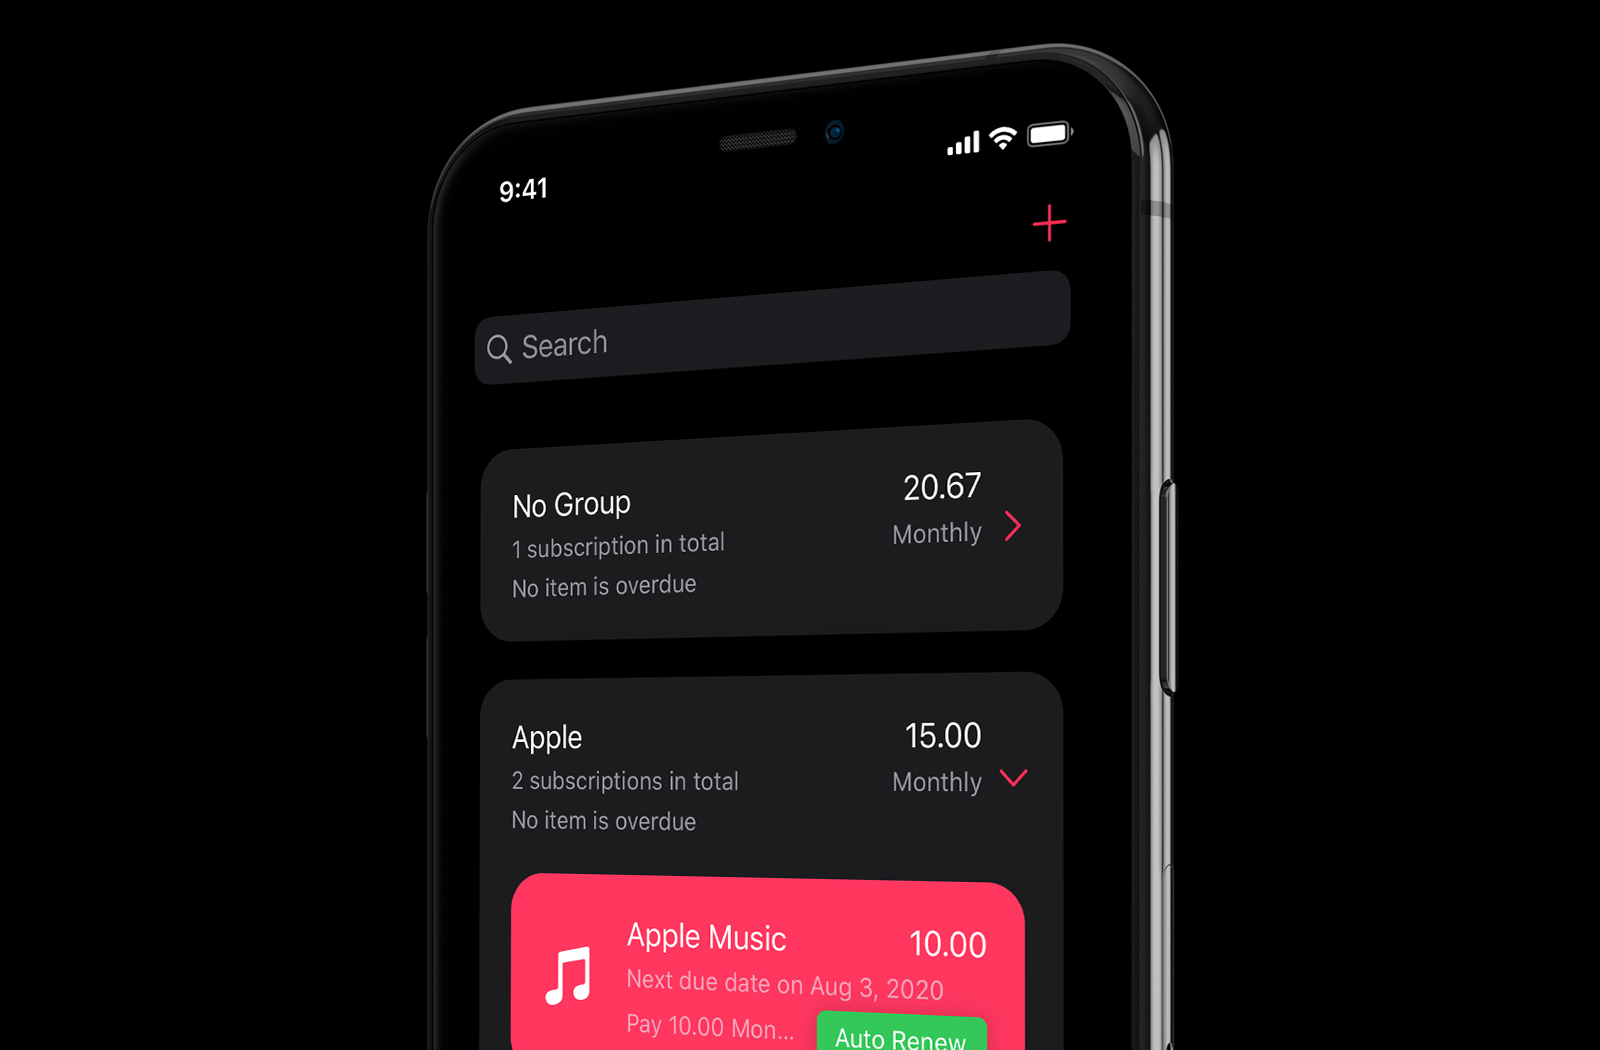 9:41
Search
No Group
20.67
1 subscription in total
Monthly
No item is overdue
Apple
15.00
2 subscriptions in total
Monthly
No item is overdue
Apple Music
10.00
Next due date on Aug 3, 2020
Pay 10.00 Mon...
Auto Renew